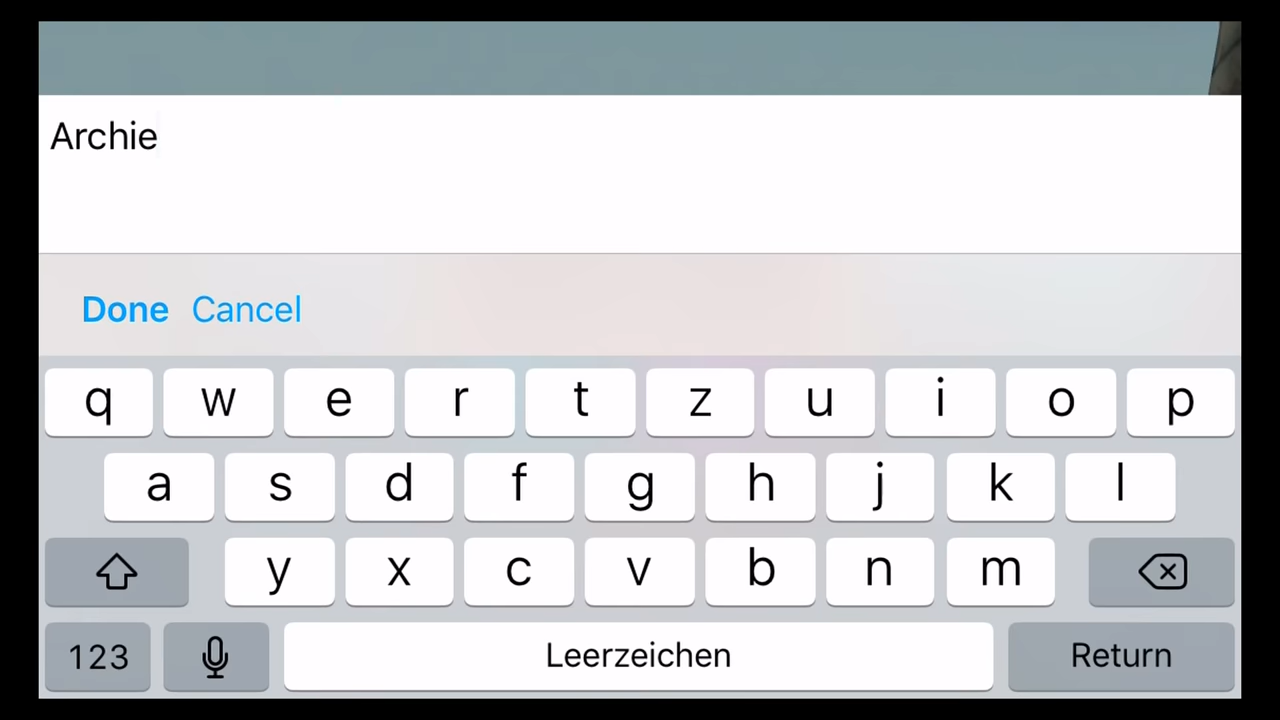 Archie
Done Cancel
q w e r t z u i o p
a s d f g h j k l
y x c v b n m
123 Leerzeichen Return